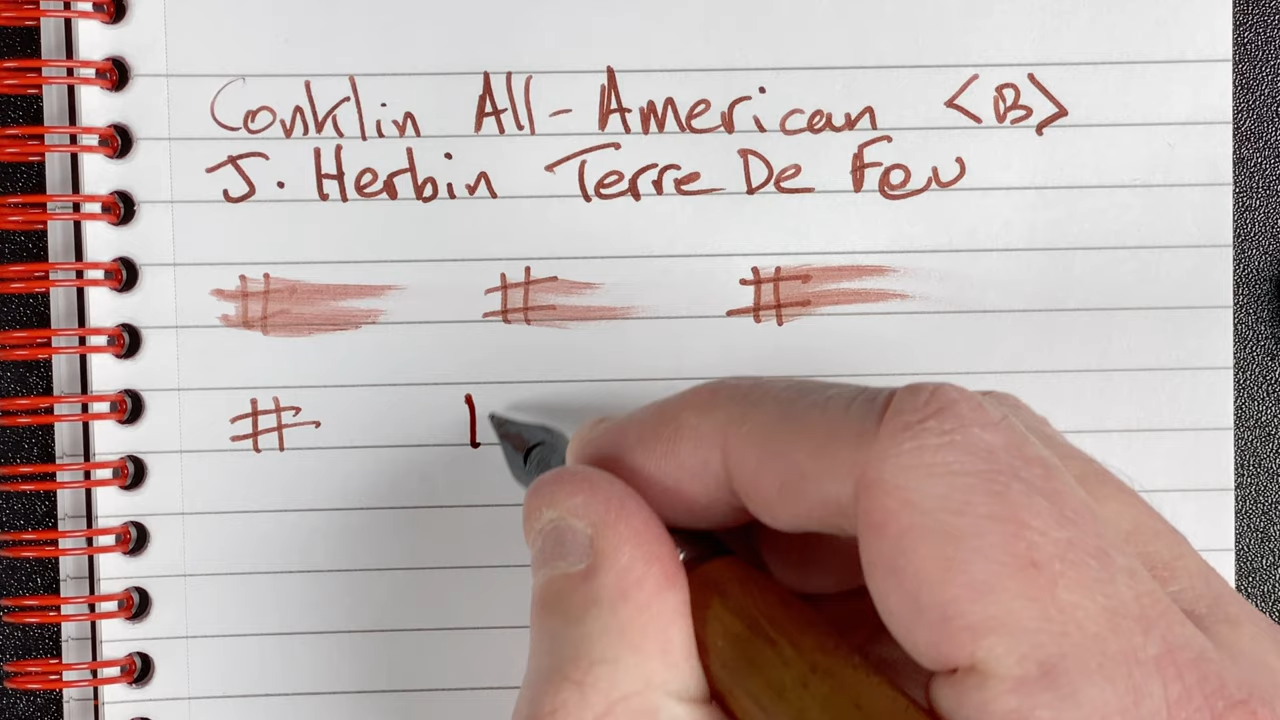 Conklin All-American <B>
J. Herbin Terre De Feu
# # #
#